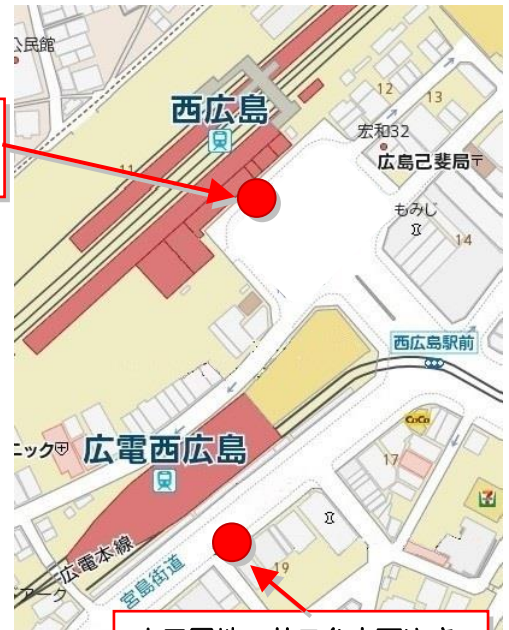 公民館
西広島
12
13
宏和32
広島己斐局〒
11
もみじ
14
西広島駅前
CoCo
ニック
広電西広島
17
7
広電本線
宮島街道
19
アーク